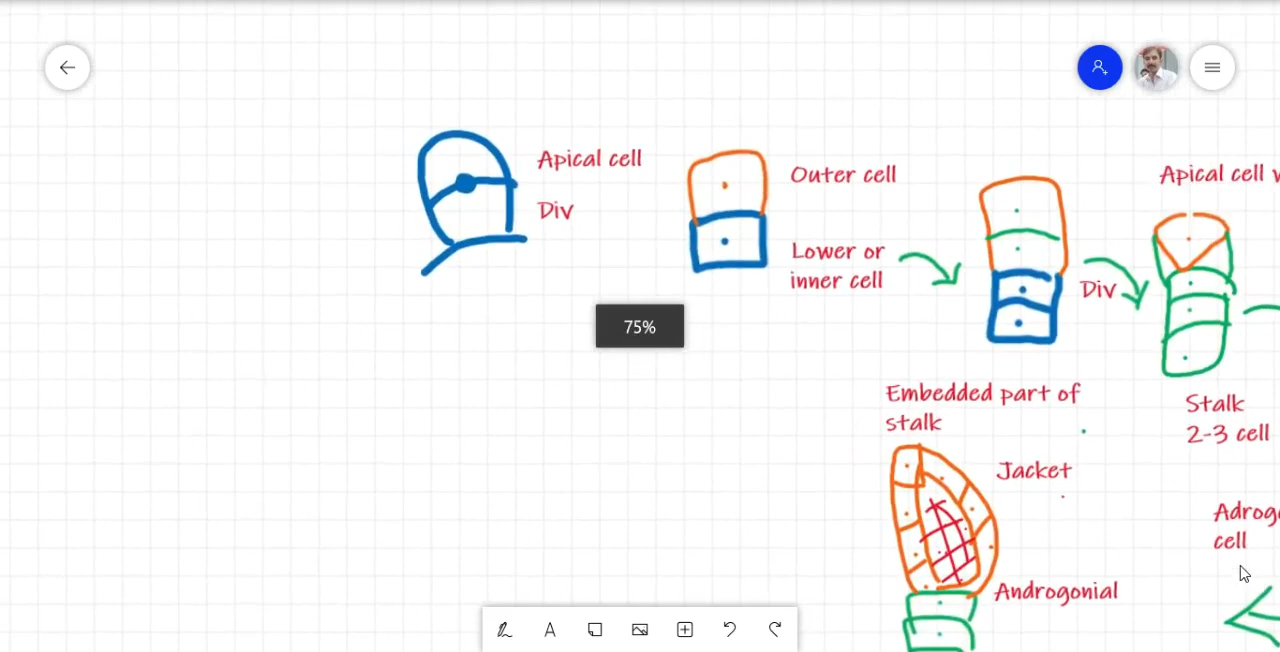 Apical cell
Div
Outer cell
Lower or
inner cell
Div
Apical cell
75%
Stalk
2-3 cell
Embedded part of
stalk
Jacket
Androgonial
cell